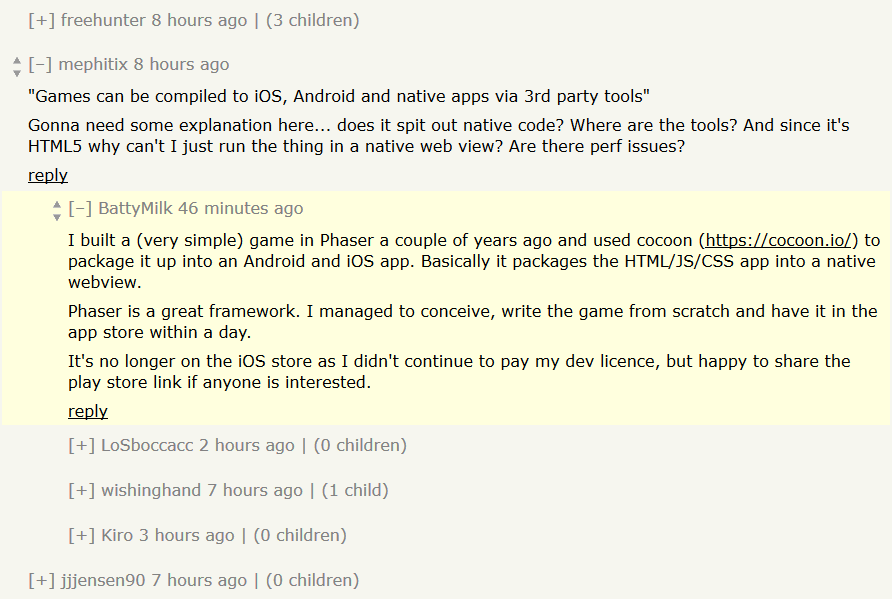 [+] freehunter 8 hours ago | (3 children)
[–] mephitix 8 hours ago
"Games can be compiled to iOS, Android and native apps via 3rd party tools"
Gonna need some explanation here... does it spit out native code? Where are the tools? And since it's
HTML5 why can't I just run the thing in a native web view? Are there perf issues?
reply
[–] BattyMilk 46 minutes ago
I built a (very simple) game in Phaser a couple of years ago and used cocoon (https://cocoon.io/) to
package it up into an Android and iOS app. Basically it packages the HTML/JS/CSS app into a native
webview.
Phaser is a great framework. I managed to conceive, write the game from scratch and have it in the
app store within a day.
It's no longer on the iOS store as I didn't continue to pay my dev licence, but happy to share the
play store link if anyone is interested.
reply
[+] LoSboccacc 2 hours ago | (0 children)
[+] wishinghand 7 hours ago | (1 child)
[+] Kiro 3 hours ago | (0 children)
[+] jjjensen90 7 hours ago | (0 children)